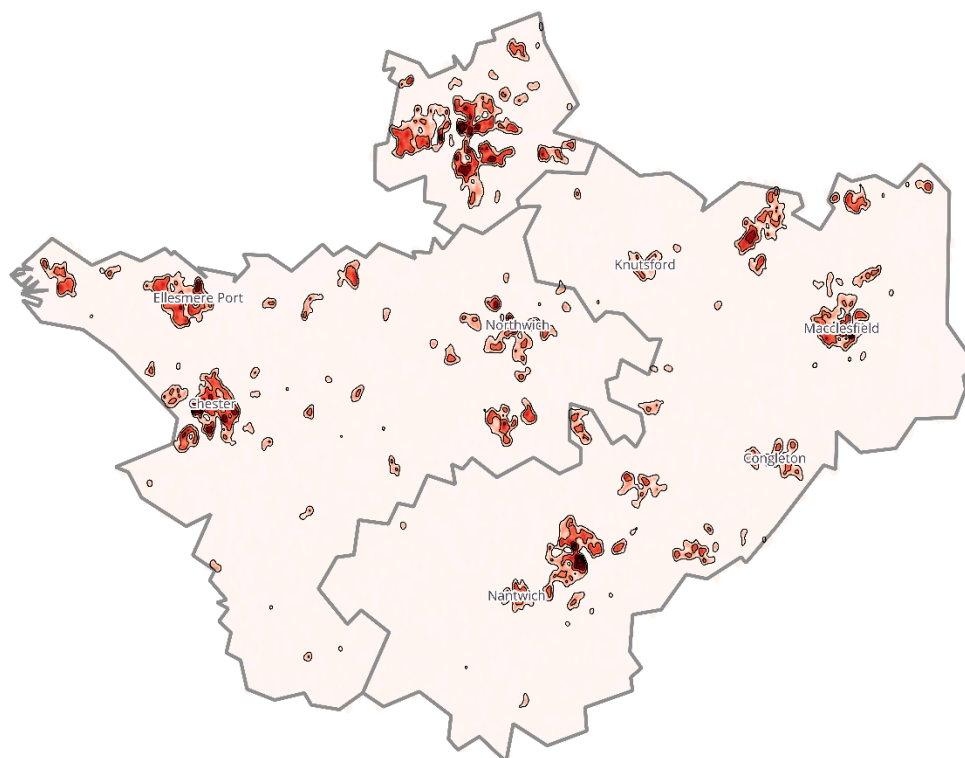 Knutsford
Ellesmere Port
Northwich
Macclesfield
Chester
Congleton
Nantwich